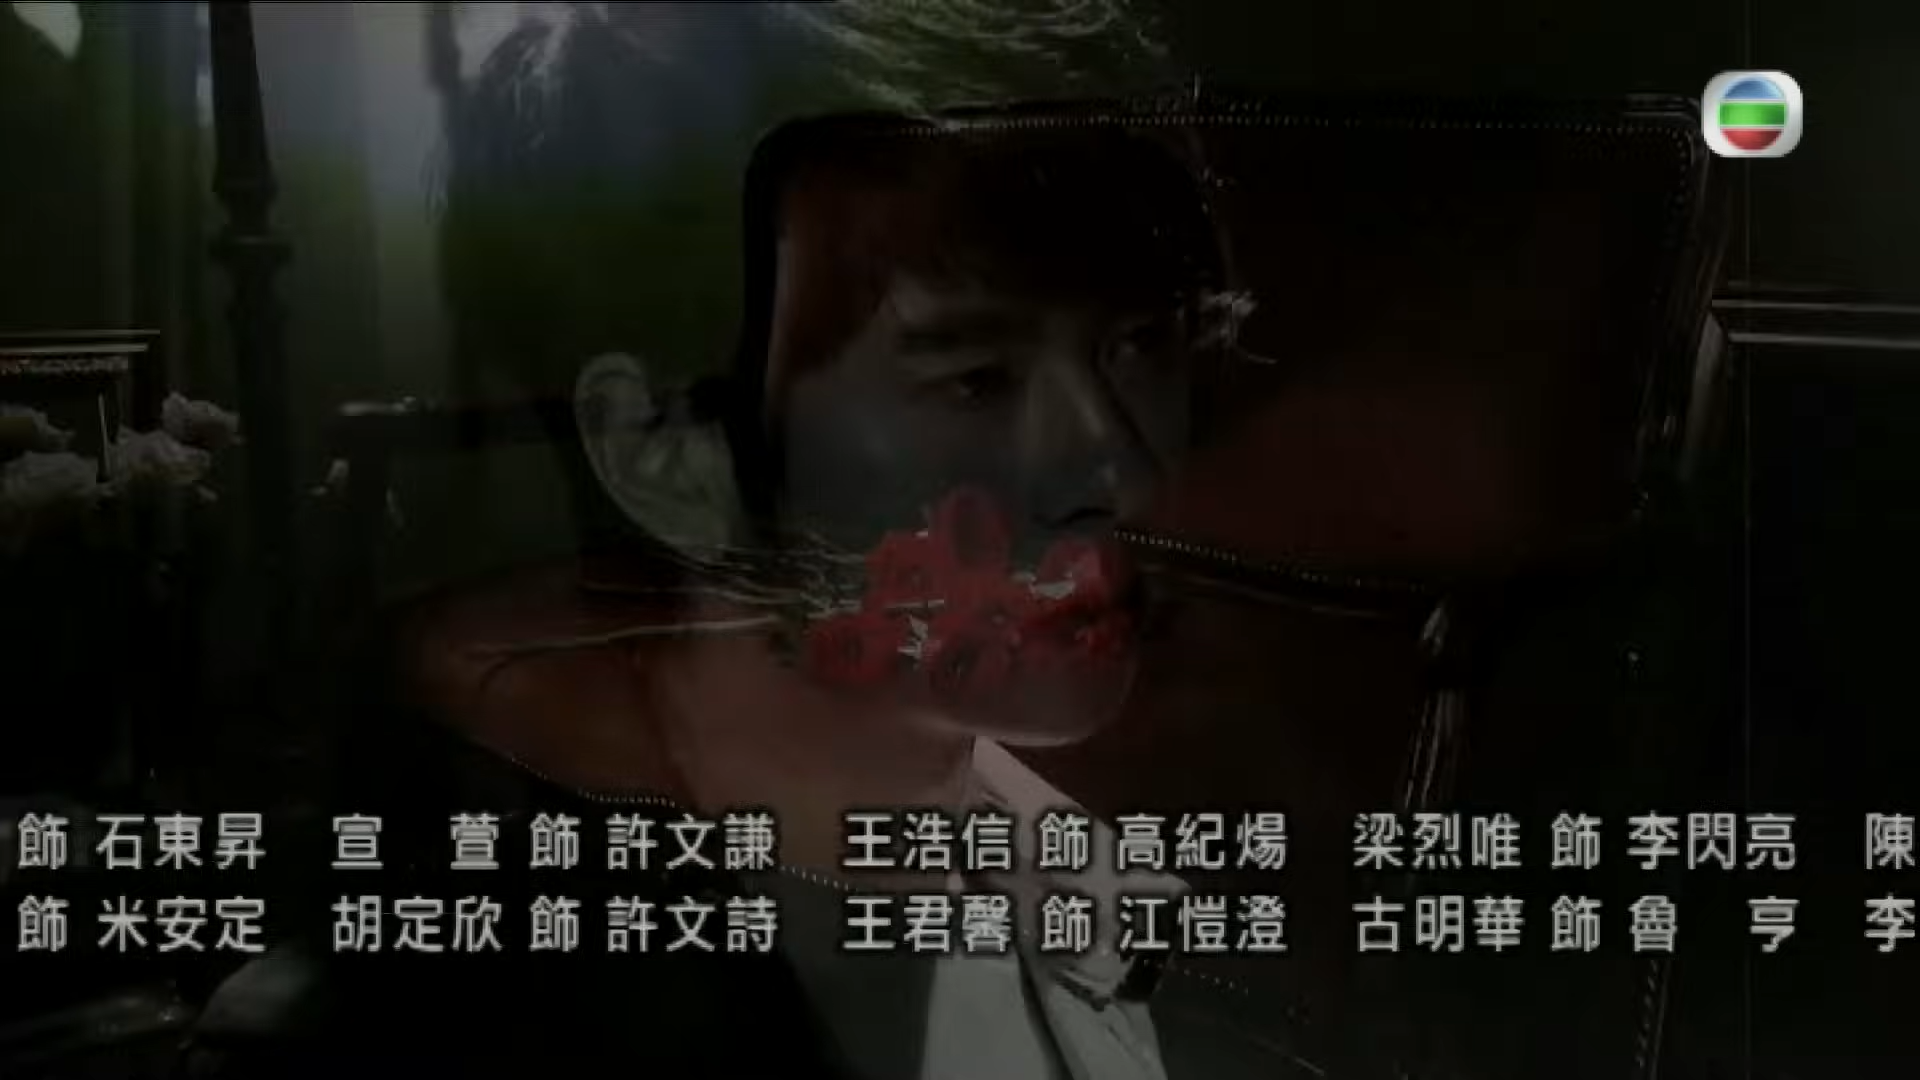 飾 石東昇 宣 萱 飾 許文謙 王浩信 飾 高紀煬 梁烈唯 飾 李閃亮 陳
飾 米安定 胡定欣 飾 許文詩 王君馨 飾 江愷澄 古明華 飾 魯 亨 李